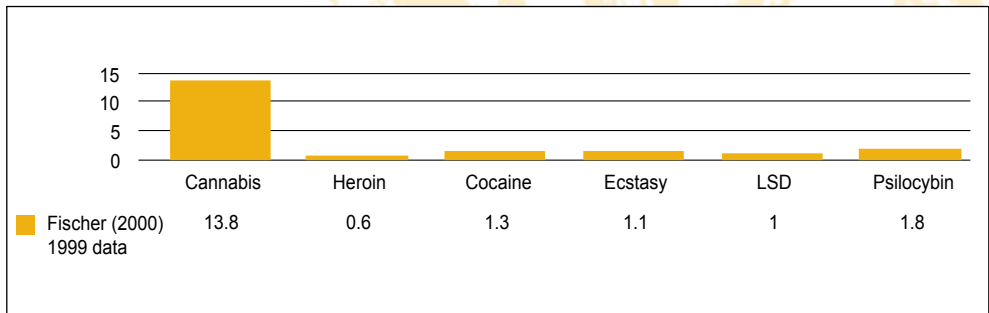 15
10
5
0
Cannabis Heroin Cocaine Ecstasy LSD Psilocybin
Fischer (2000) 13.8 0.6 1.3 1.1 1 1.8
1999 data